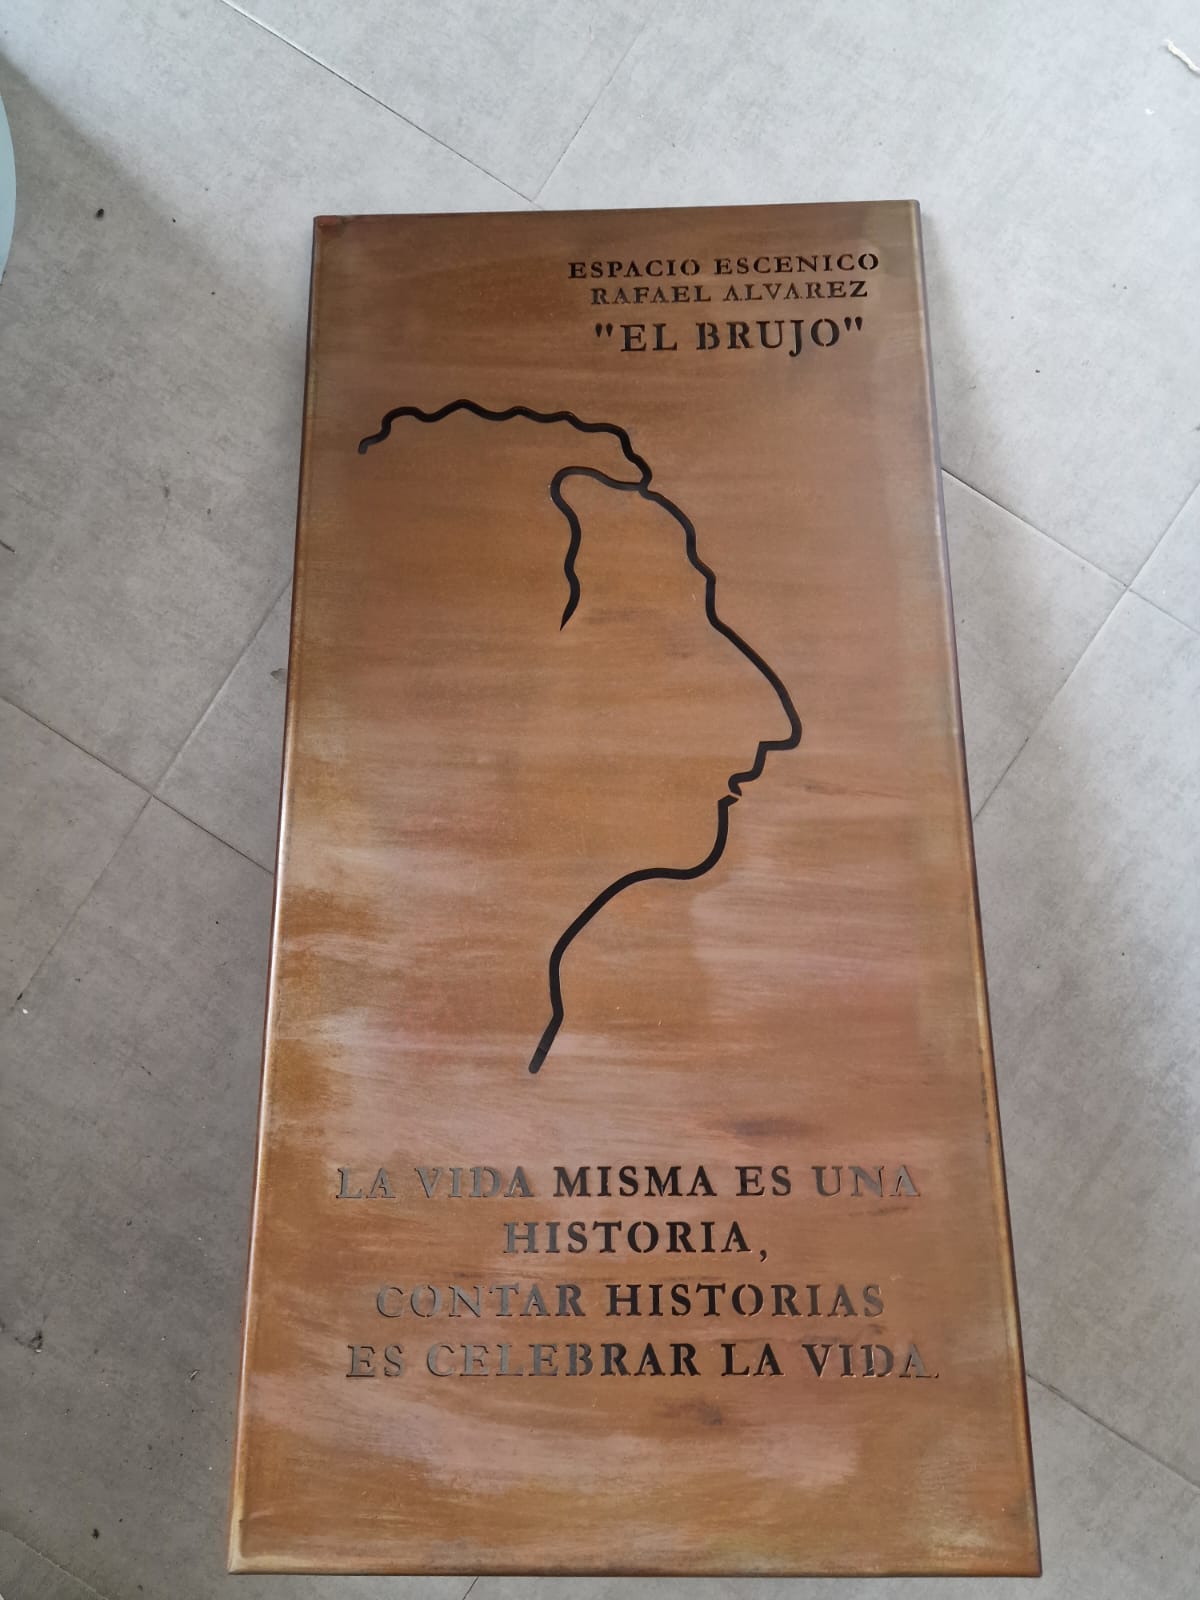 ESPACIO ESCENICO
RAFAEL ALVAREZ
"EL BRUJO"
LA VIDA MISMA ES UNA
HISTORIA,
CONTAR HISTORIAS
ES CELEBRAR LA VIDA.